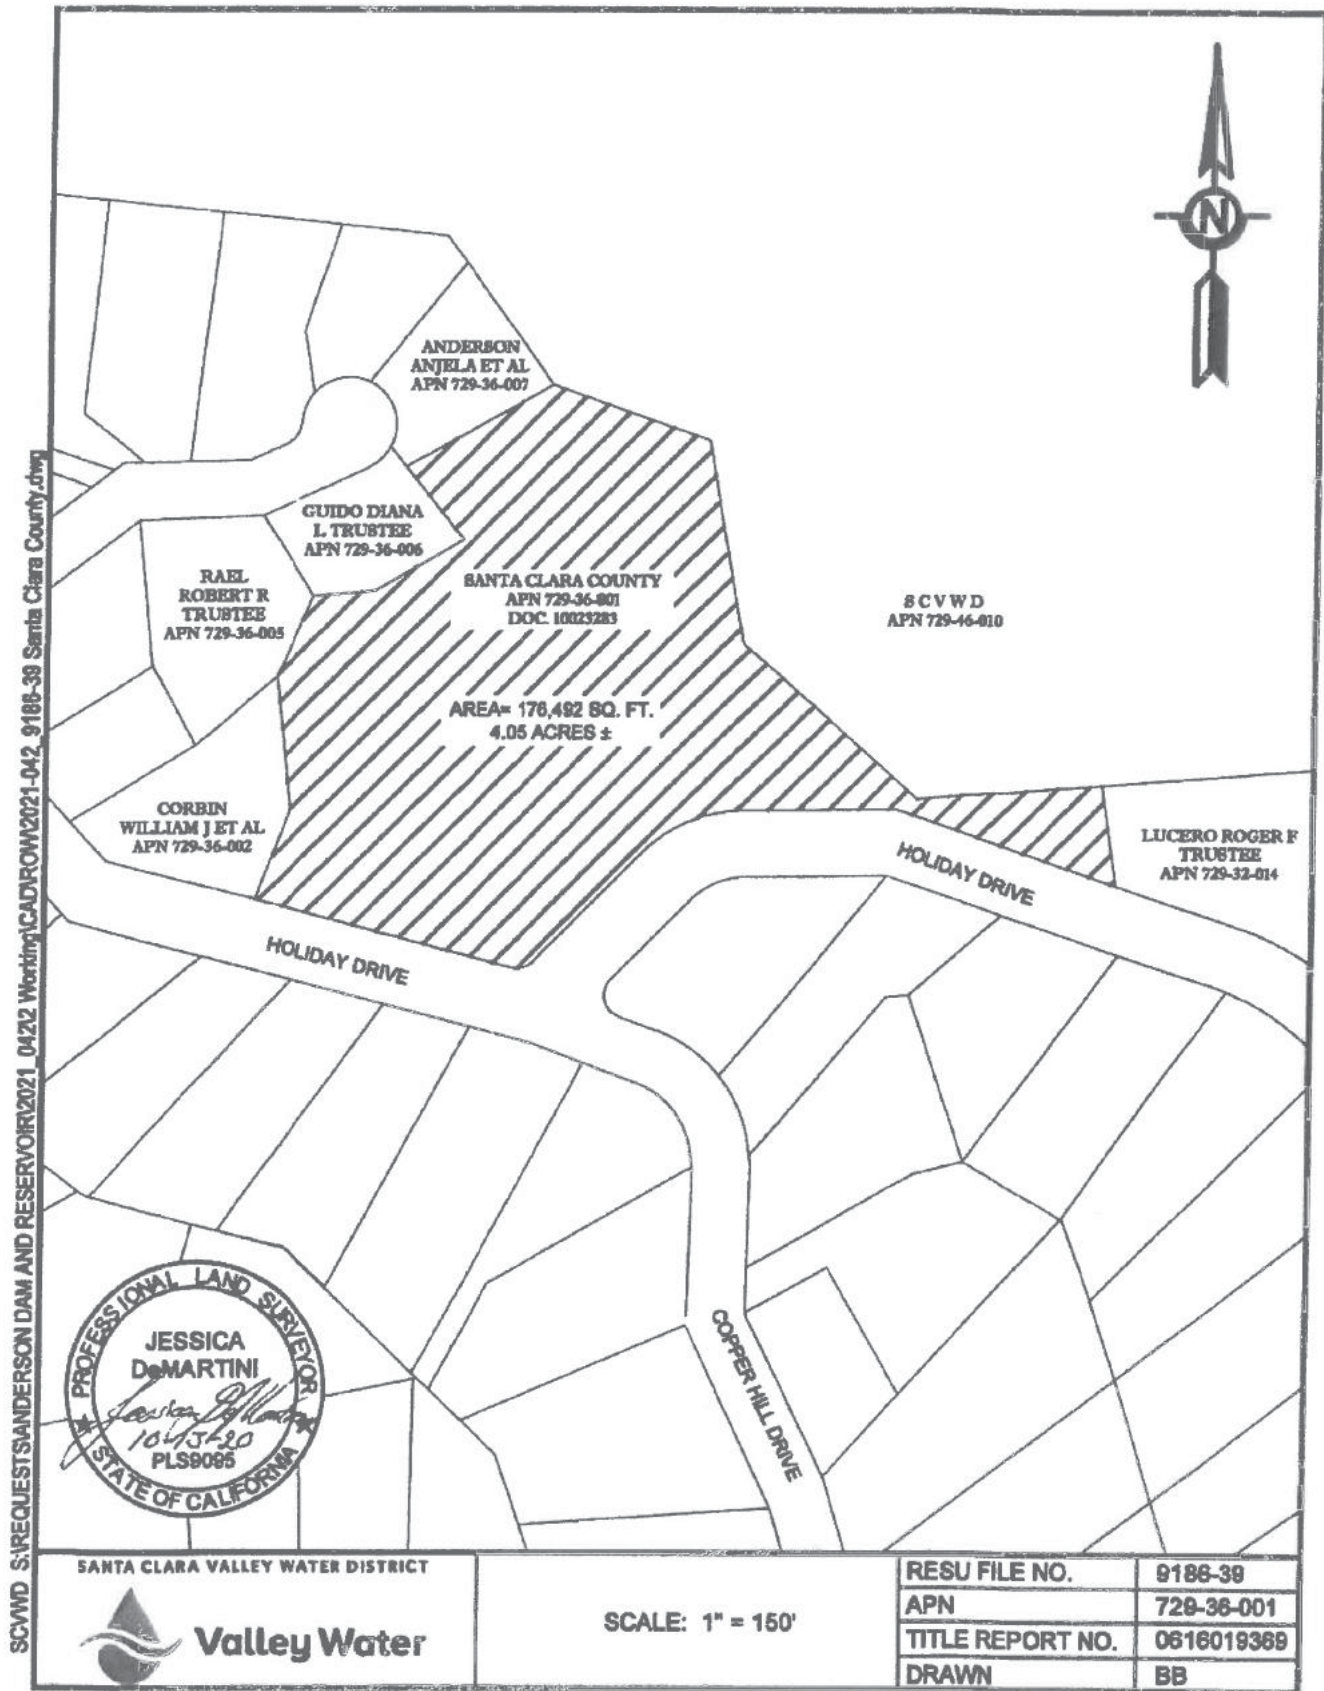 SCVWD S:\REQUESTS\ANDERSON DAM AND RESERVOIR\2021_042\2 Working\CAD\ROW\2021-042_9186-39 Santa Clara County.dwg
N
ANDERSON
ANJELA ET AL
APN 729-36-007
GUIDO DIANA
L TRUSTEE
APN 729-36-006
RAEL
ROBERT R
TRUSTEE
APN 729-36-005
SANTA CLARA COUNTY
APN 729-36-001
DOC. 10023283
S C V W D
APN 729-46-010
AREA= 176,492 SQ. FT.
4.05 ACRES ±
CORBIN
WILLIAM J ET AL
APN 729-36-002
LUCERO ROGER F
TRUSTEE
APN 729-32-014
HOLIDAY DRIVE
HOLIDAY DRIVE
COPPER HILL DRIVE
PROFESSIONAL LAND SURVEYOR
JESSICA
DeMARTINI
PLS9095
STATE OF CALIFORNIA
SANTA CLARA VALLEY WATER DISTRICT
Valley Water
SCALE: 1" = 150'
RESU FILE NO. 9186-39
APN 729-36-001
TITLE REPORT NO. 0616019369
DRAWN BB